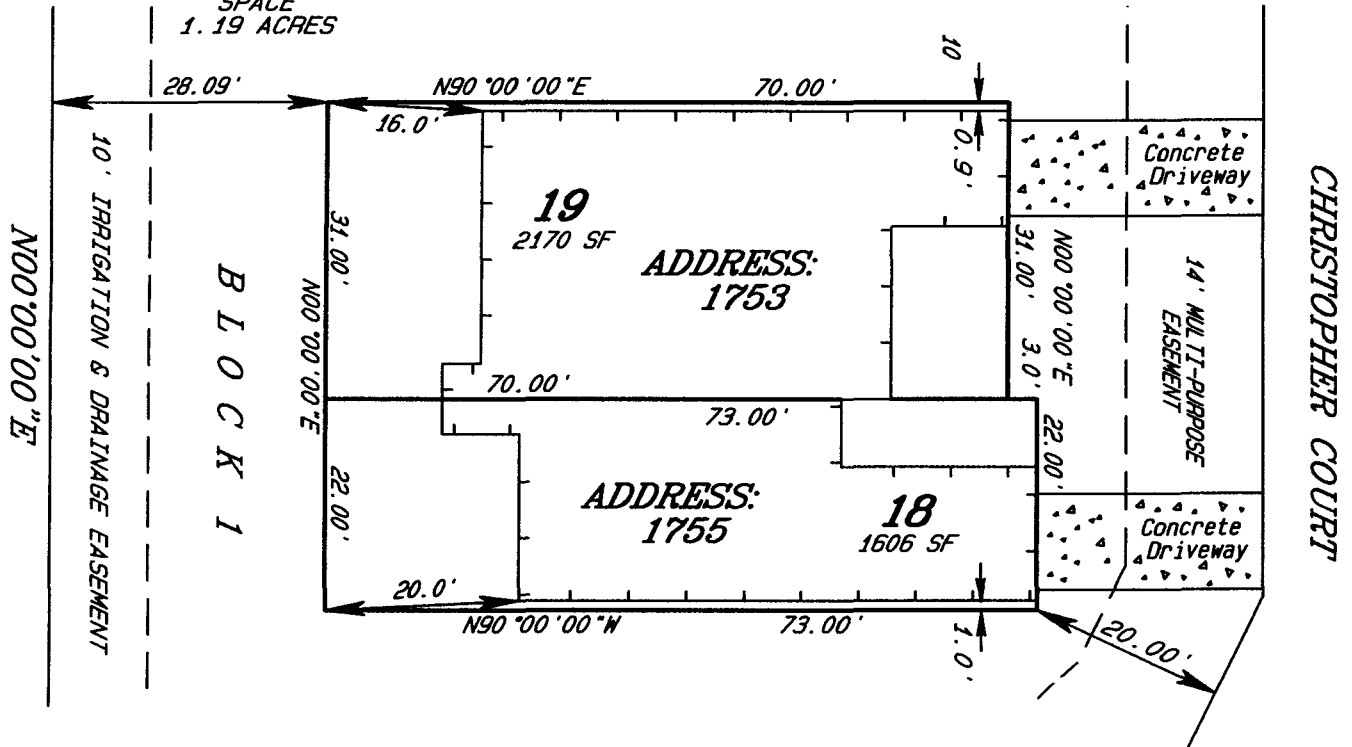 SPACE
1.19 ACRES
28.09'
N90°00'00"E
70.00'
10
16.0'
0.9'
Concrete
Driveway
19
2170 SF
ADDRESS:
1753
31.00'
N00°00'00"E
N00°00'00"E
31.00' 3.0'
22.00'
14' MULTI-PURPOSE
EASEMENT
CHRISTOPHER COURT
N00°00'00"E
10' IRRIGATION & DRAINAGE EASEMENT
BLOCK 1
70.00'
73.00'
22.00'
ADDRESS:
1755
18
1606 SF
Concrete
Driveway
20.0'
N90°00'00"W
73.00'
1.0'
20.00'